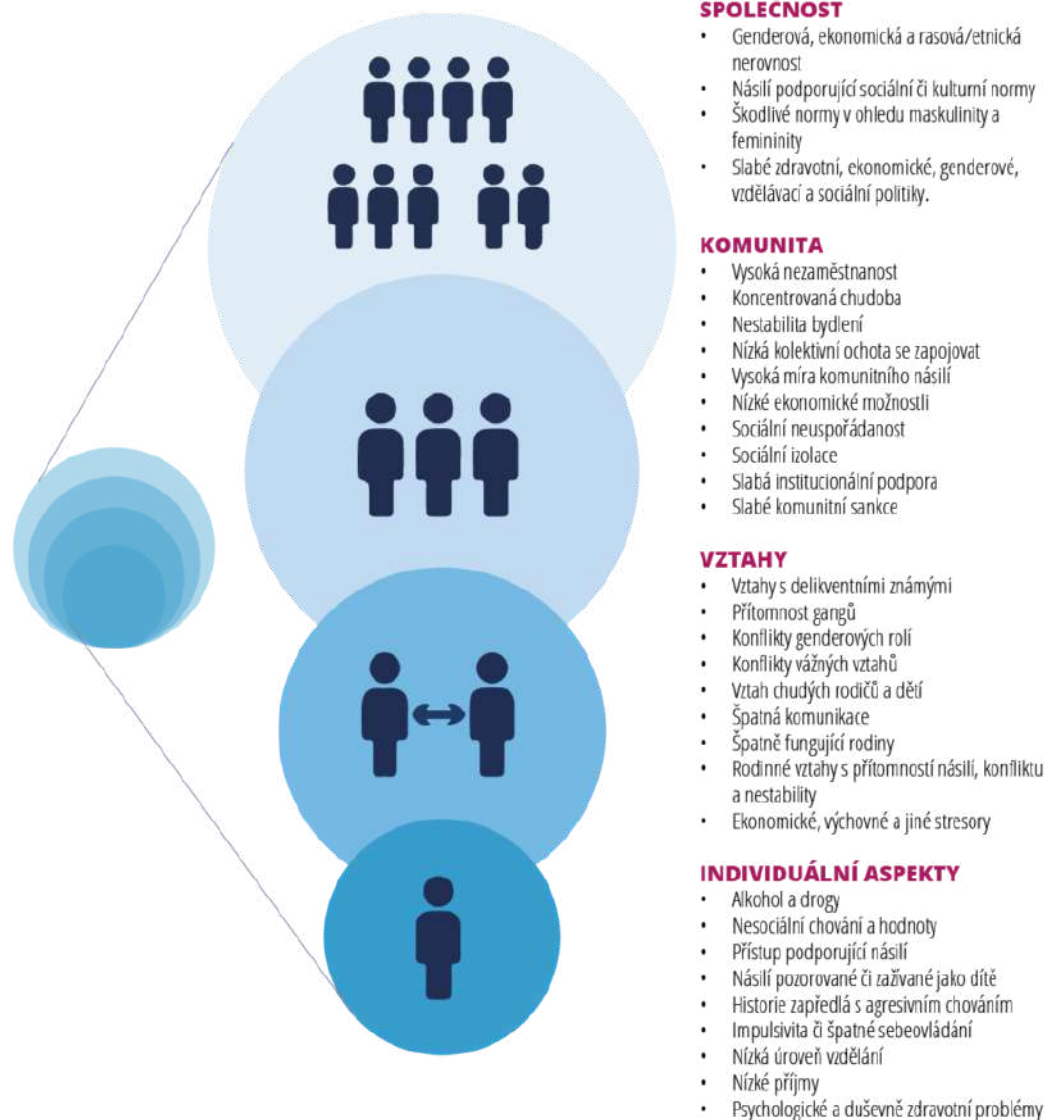 SPOLEČNOST
• Genderová, ekonomická a rasová/etnická
nerovnost
• Násilí podporující sociální či kulturní normy
• Škodlivé normy v ohledu maskulinity a
femininity
• Slabé zdravotní, ekonomické, genderové,
vzdělávací a sociální politiky.
KOMUNITA
• Vysoká nezaměstnanost
• Koncentrovaná chudoba
• Nestabilita bydlení
• Nízká kolektivní ochota se zapojovat
• Vysoká míra komunitního násilí
• Nízké ekonomické možnostli
• Sociální neuspořádanost
• Sociální izolace
• Slabá institucionální podpora
• Slabé komunitní sankce
VZTAHY
• Vztahy s delikventními známými
• Přítomnost gangů
• Konflikty genderových rolí
• Konflikty vážných vztahů
• Vztah chudých rodičů a dětí
• Špatná komunikace
• Špatně fungující rodiny
• Rodinné vztahy s přítomností násilí, konfliktu
a nestability
• Ekonomické, výchovné a jiné stresory
INDIVIDUÁLNÍ ASPEKTY
• Alkohol a drogy
• Nesociální chování a hodnoty
• Přístup podporující násilí
• Násilí pozorované či zažívané jako dítě
• Historie zapředlá s agresivním chováním
• Impulsivita či špatné sebeovládání
• Nízká úroveň vzdělání
• Nízké příjmy
• Psychologické a duševně zdravotní problémy